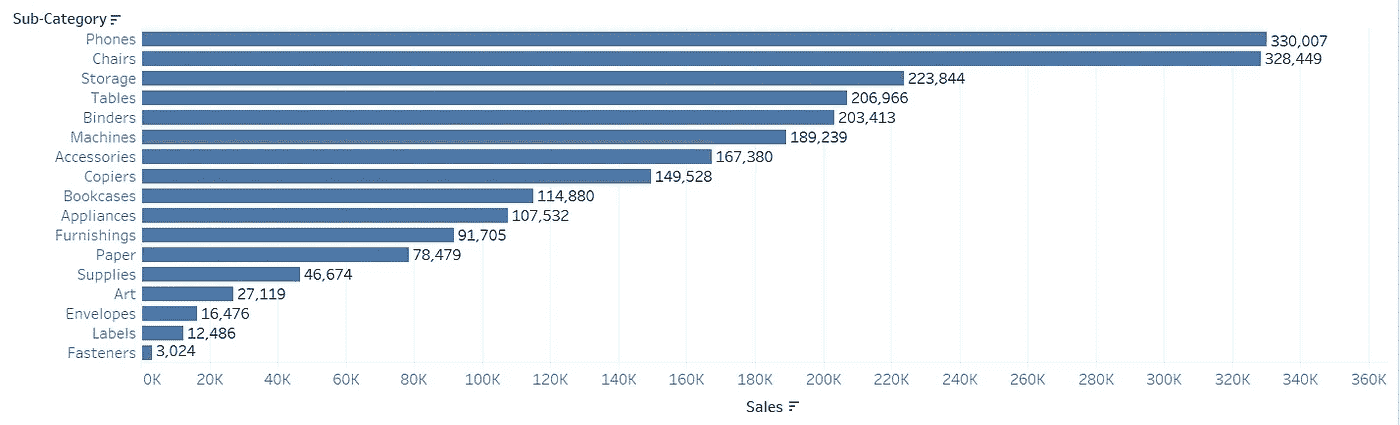 Sub-Category
Phones 330,007
Chairs 328,449
Storage 223,844
Tables 206,966
Binders 203,413
Machines 189,239
Accessories 167,380
Copiers 149,528
Bookcases 114,880
Appliances 107,532
Furnishings 91,705
Paper 78,479
Supplies 46,674
Art 27,119
Envelopes 16,476
Labels 12,486
Fasteners 3,024
0K 20K 40K 60K 80K 100K 120K 140K 160K 180K 200K 220K 240K 260K 280K 300K 320K 340K 360K
Sales